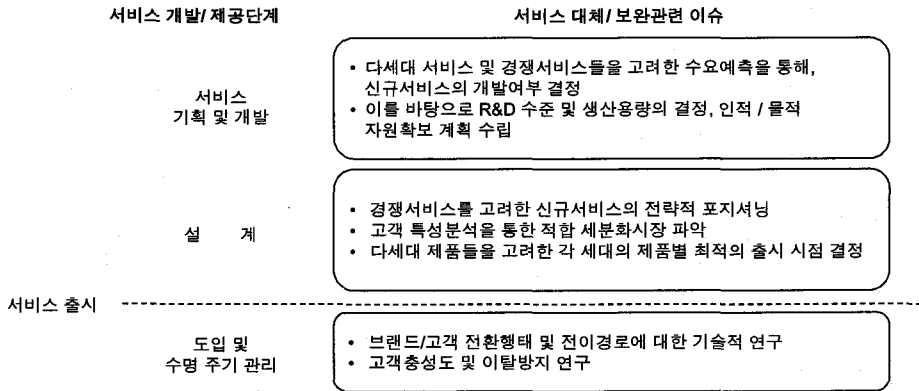 서비스 개발/ 제공단계
서비스 대체/ 보완관련 이슈
서비스
기획 및 개발
• 다세대 서비스 및 경쟁서비스들을 고려한 수요예측을 통해,
신규서비스의 개발여부 결정
• 이를 바탕으로 R&D 수준 및 생산용량의 결정, 인적 / 물적
자원확보 계획 수립
설 계
• 경쟁서비스를 고려한 신규서비스의 전략적 포지셔닝
• 고객 특성분석을 통한 적합 세분화시장 파악
• 다세대 제품들을 고려한 각 세대의 제품별 최적의 출시 시점 결정
서비스 출시
도입 및
수명 주기 관리
• 브랜드/고객 전환행태 및 전이경로에 대한 기술적 연구
• 고객충성도 및 이탈방지 연구